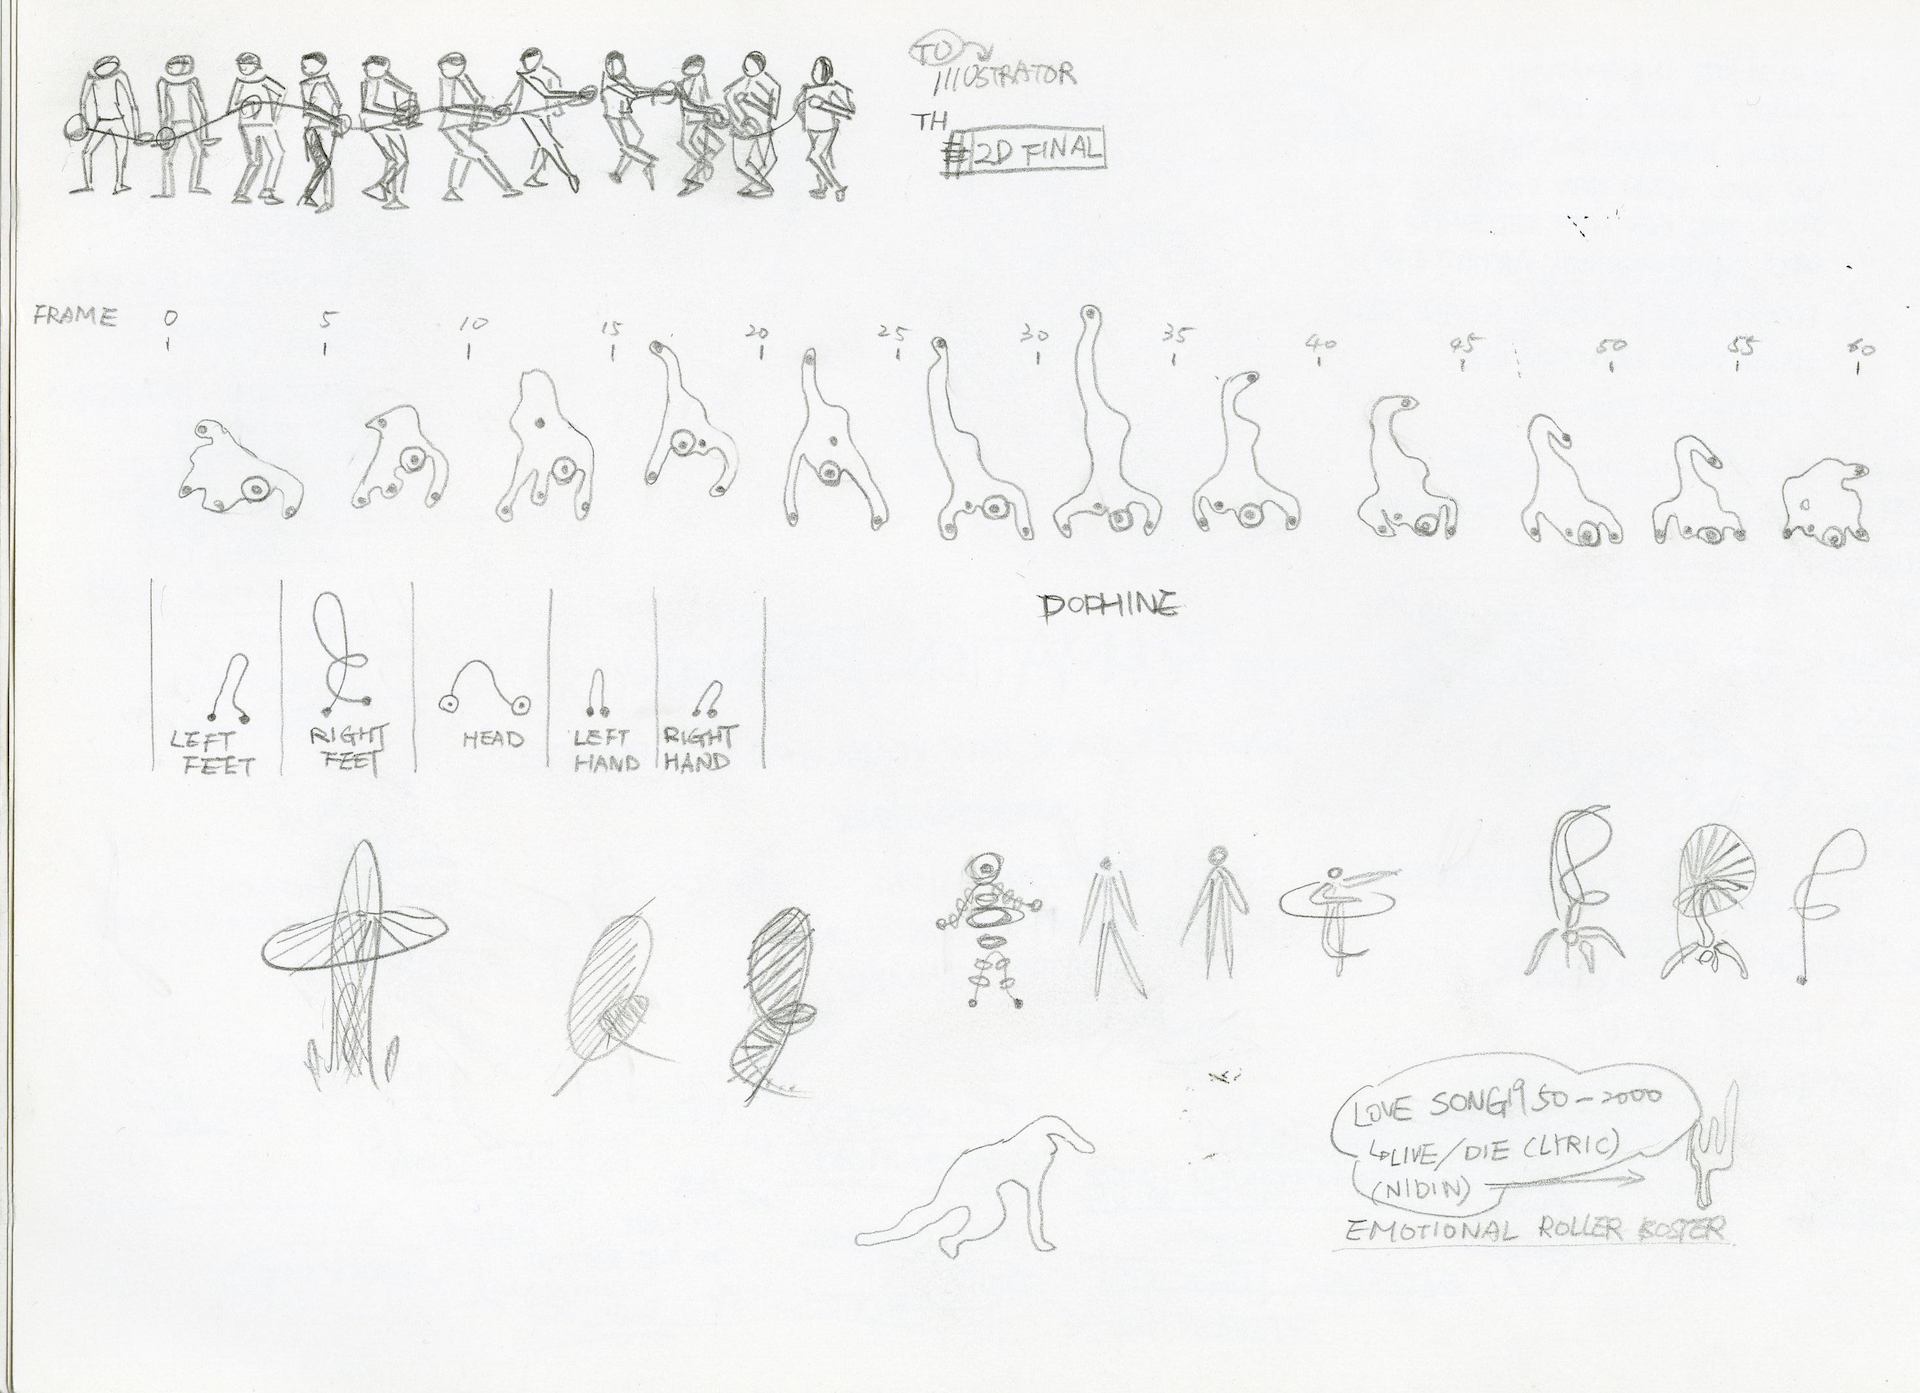 TO
ILLUSTRATOR
TH
2D FINAL
FRAME 0 5 10 15 20 25 30 35 40 45 50 55 60
DOPHINE
LEFT FEET
RIGHT FEET
HEAD
LEFT HAND
RIGHT HAND
LOVE SONG 1950-2000
↳LIVE/DIE (LYRIC)
(NIDIN)
EMOTIONAL ROLLER